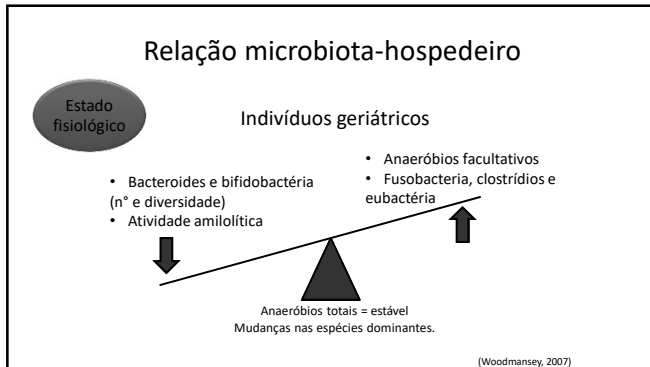 Relação microbiota-hospedeiro
Estado
fisiológico
Indivíduos geriátricos
• Bacteroides e bifidobactéria
(n° e diversidade)
• Atividade amilolítica
• Anaeróbios facultativos
• Fusobacteria, clostrídios e
eubactéria
Anaeróbios totais = estável
Mudanças nas espécies dominantes.
(Woodmansey, 2007)